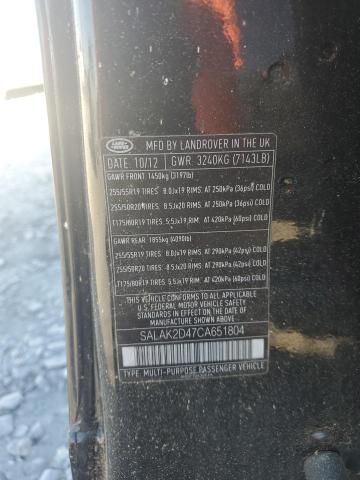 LAND ROVER
MFD BY LANDROVER IN THE UK
DATE 10/12 GWR 3240KG (7143LB)
GAWR FRONT 1450kg (3197lb)
255/55R19 TIRES 8.0Jx19 RIMS AT 250kPa (36psi) COLD
255/50R20 TIRES 8.5Jx20 RIMS AT 250kPa (36psi) COLD
T175/80R19 TIRES 5.5Jx19 RIM AT 420kPa (60psi) COLD
GAWR REAR 1855kg (4090lb)
255/55R19 TIRES 8.0Jx19 RIMS AT 290kPa (42psi) COLD
255/50R20 TIRES 8.5Jx20 RIMS AT 290kPa (42psi) COLD
T175/80R19 TIRES 5.5Jx19 RIM AT 420kPa (60psi) COLD
THIS VEHICLE CONFORMS TO ALL APPLICABLE
U.S. FEDERAL MOTOR VEHICLE SAFETY
STANDARDS IN EFFECT ON THE DATE OF
MANUFACTURE SHOWN ABOVE
SALAK2D47CA651804
TYPE: MULTI-PURPOSE PASSENGER VEHICLE